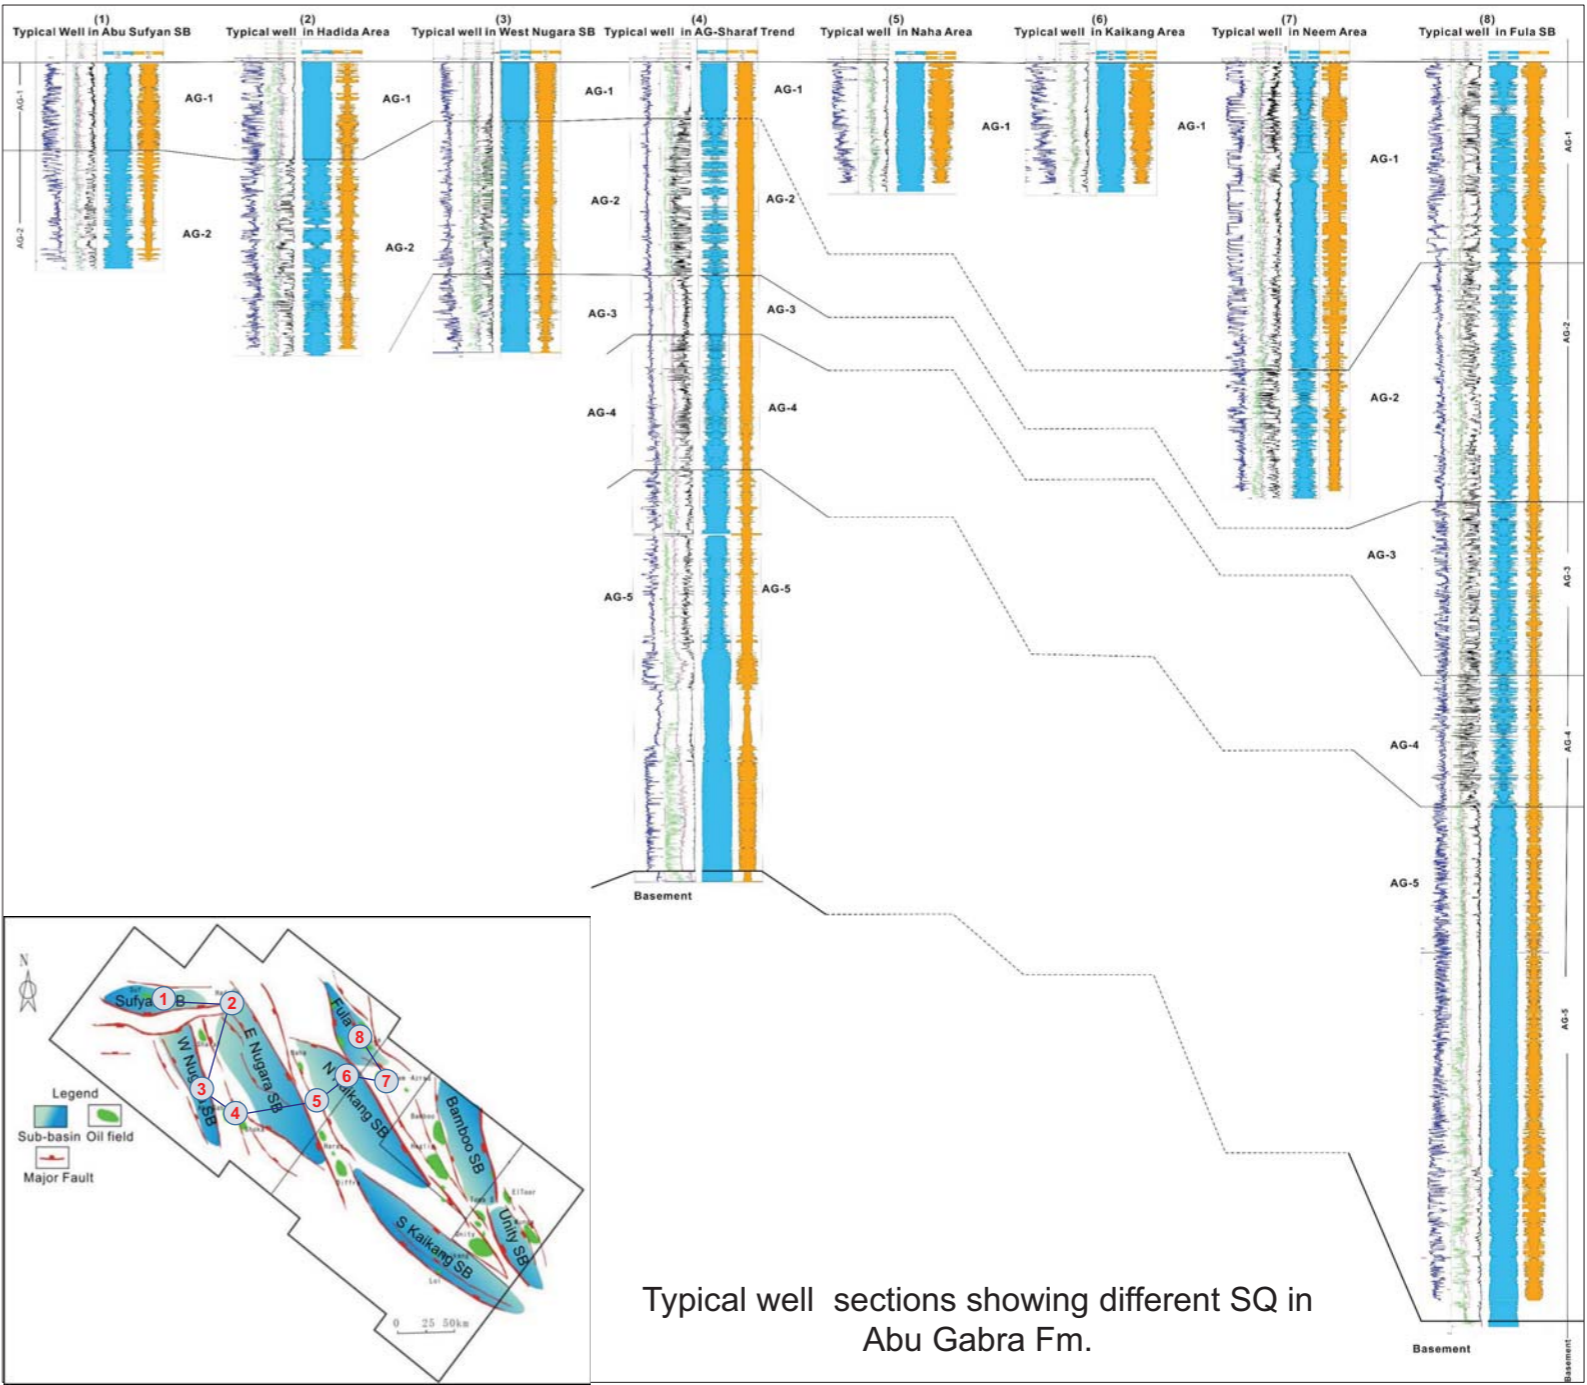 (1)
Typical Well in Abu Sufyan SB
(2)
Typical well in Hadida Area
(3)
Typical well in West Nugara SB
(4)
Typical well in AG-Sharaf Trend
(5)
Typical well in Naha Area
(6)
Typical well in Kaikang Area
(7)
Typical well in Neem Area
(8)
Typical well in Fula SB
AG-1
AG-2
AG-1
AG-2
AG-1
AG-2
AG-1
AG-2
AG-3
AG-4
AG-5
AG-1
AG-2
AG-3
AG-4
AG-5
AG-1
AG-1
AG-1
AG-2
AG-3
AG-4
AG-5
AG-1
AG-2
AG-3
AG-4
AG-5
Basement
Basement
Basement
N
Sufya B
W Nug SB
E Nugara SB
Fula
N aikang SB
Bamboo SB
Unity SB
S Kaikang SB
1
2
3
4
5
6
7
8
Bamboo
Diffra
Unity
ElToor
Legend
Sub-basin Oil field
Major Fault
0 25 50km
Typical well sections showing different SQ in
Abu Gabra Fm.